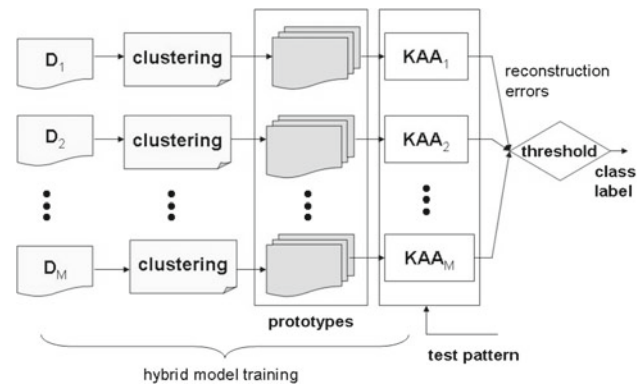 D1
clustering
KAA1
reconstruction
errors
D2
clustering
KAA2
threshold
class
label
DM
clustering
KAAM
prototypes
test pattern
hybrid model training